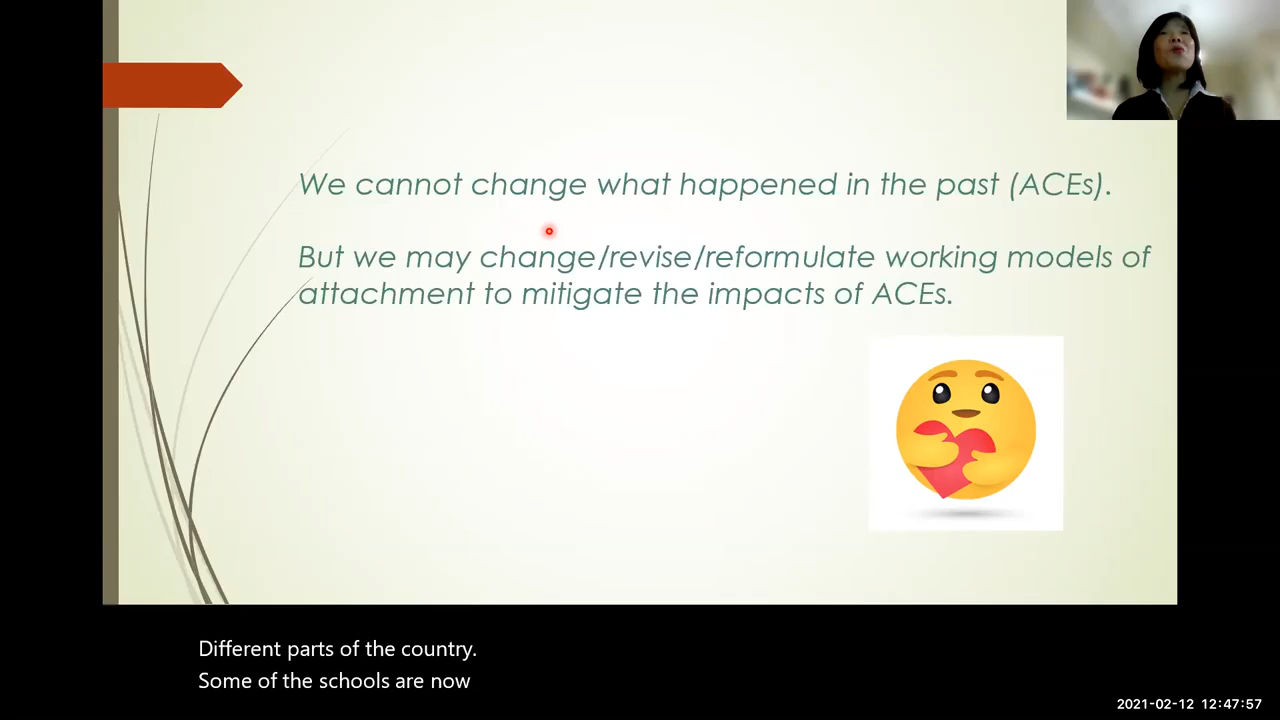 We cannot change what happened in the past (ACEs).
But we may change/revise/reformulate working models of
attachment to mitigate the impacts of ACEs.
Different parts of the country.
Some of the schools are now
2021-02-12 12:47:57